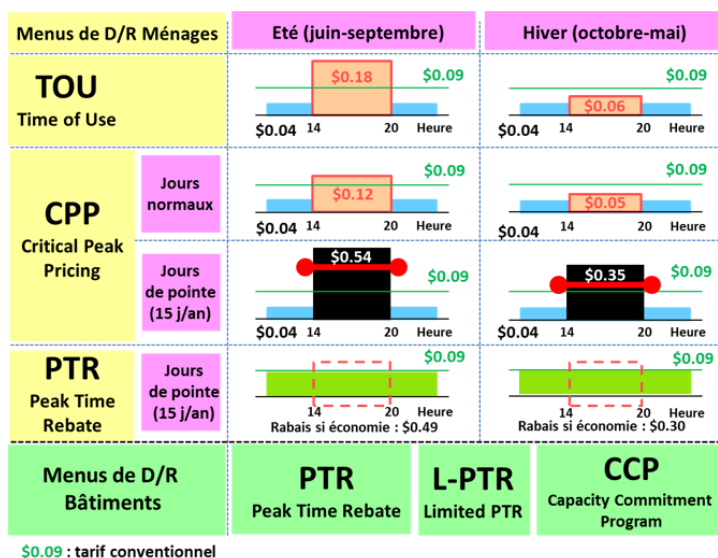 Menus de D/R Ménages
Eté (juin-septembre)
Hiver (octobre-mai)
TOU
Time of Use
$0.18
$0.09
$0.04
14
20
Heure
$0.09
$0.06
$0.04
14
20
Heure
CPP
Critical Peak
Pricing
Jours
normaux
$0.09
$0.12
$0.04
14
20
Heure
$0.09
$0.05
$0.04
14
20
Heure
Jours
de pointe
(15 j/an)
$0.54
$0.09
$0.04
14
20
Heure
$0.35
$0.09
$0.04
14
20
Heure
PTR
Peak Time
Rebate
Jours
de pointe
(15 j/an)
$0.09
14
20
Heure
Rabais si économie : $0.49
$0.09
14
20
Heure
Rabais si économie : $0.30
Menus de D/R
Bâtiments
PTR
Peak Time Rebate
L-PTR
Limited PTR
CCP
Capacity Commitment
Program
$0.09 : tarif conventionnel